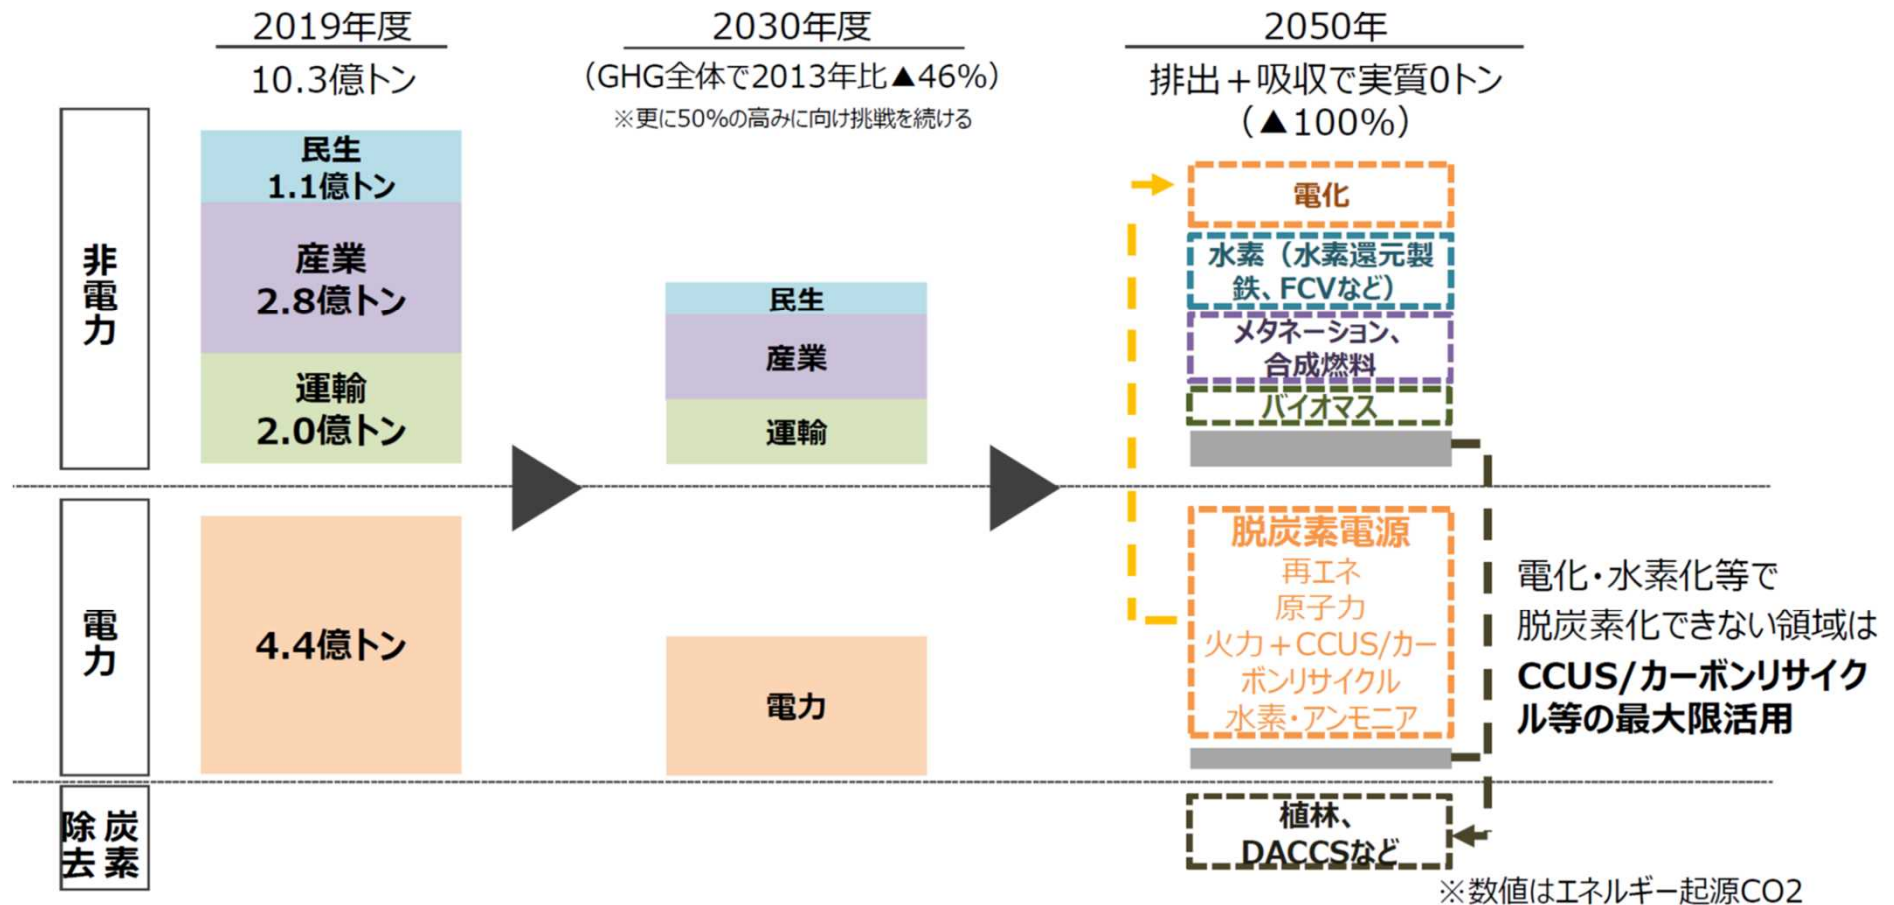 2019年度
10.3億トン
2030年度
（GHG全体で2013年比▲46%）
※更に50%の高みに向け挑戦を続ける
2050年
排出＋吸収で実質0トン
（▲100%）
非電力
民生
1.1億トン
産業
2.8億トン
運輸
2.0億トン
民生
産業
運輸
電化
水素（水素還元製
鉄、FCVなど）
メタネーション、
合成燃料
バイオマス
電力
4.4億トン
電力
脱炭素電源
再エネ
原子力
火力＋CCUS/カー
ボンリサイクル
水素・アンモニア
電化・水素化等で
脱炭素化できない領域は
CCUS/カーボンリサイク
ル等の最大限活用
炭素
除去
植林、
DACCSなど
※数値はエネルギー起源CO2